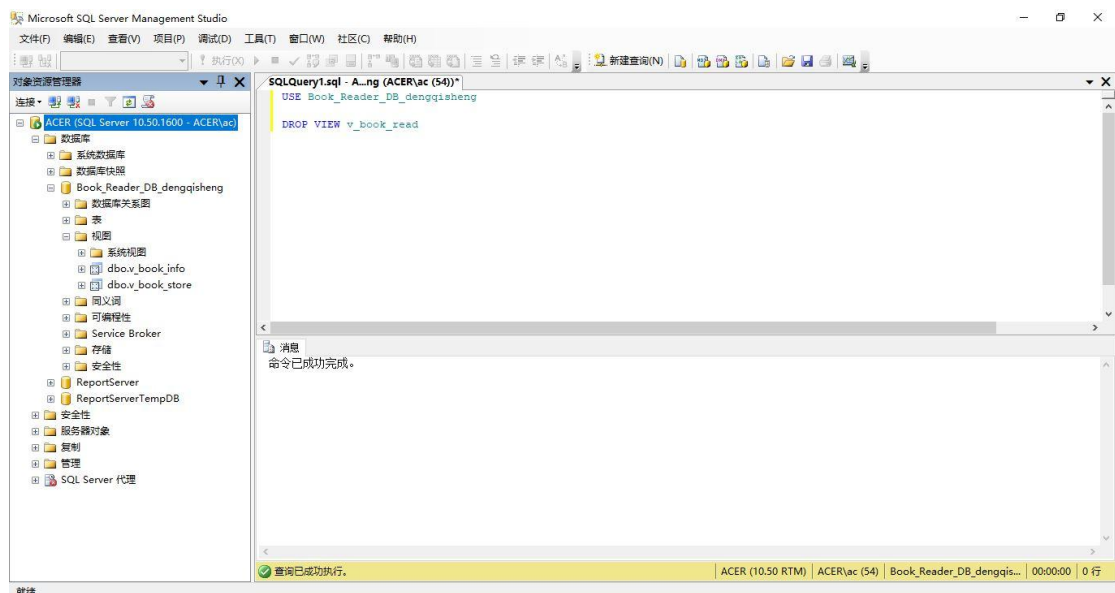 Microsoft SQL Server Management Studio
文件(F) 编辑(E) 查看(V) 项目(P) 调试(D) 工具(T) 窗口(W) 社区(C) 帮助(H)
执行(X) 新建查询(N)
对象资源管理器
连接
ACER (SQL Server 10.50.1600 - ACER\ac)
数据库
系统数据库
数据库快照
Book_Reader_DB_dengqisheng
数据库关系图
表
视图
系统视图
dbo.v_book_info
dbo.v_book_store
同义词
可编程性
Service Broker
存储
安全性
ReportServer
ReportServerTempDB
安全性
服务器对象
复制
管理
SQL Server 代理
SQLQuery1.sql - A...ng (ACER\ac (54))*
USE Book_Reader_DB_dengqisheng
DROP VIEW v_book_read
消息
命令已成功完成。
查询已成功执行。 ACER (10.50 RTM) ACER\ac (54) Book_Reader_DB_dengqis... 00:00:00 0 行
就绪